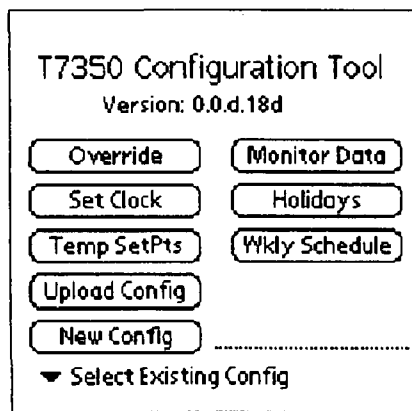 T7350 Configuration Tool
Version: 0.0.d.18d
Override Monitor Data
Set Clock Holidays
Temp SetPts Wkly Schedule
Upload Config
New Config
Select Existing Config